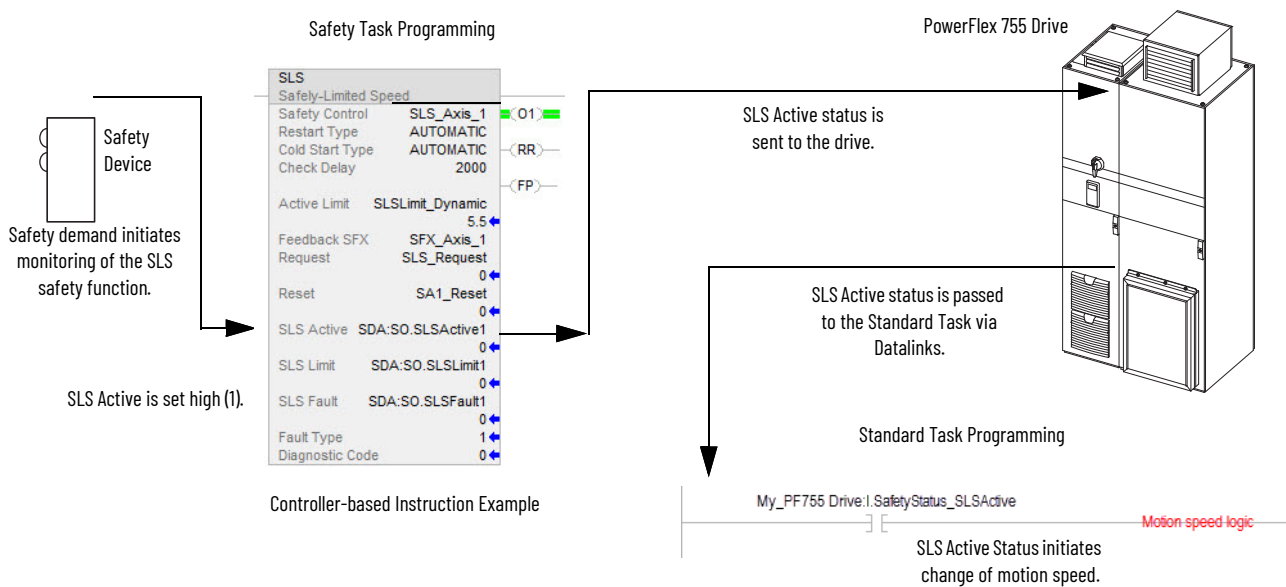 Safety Task Programming
PowerFlex 755 Drive
SLS
Safely-Limited Speed
Safety Control SLS_Axis_1
Restart Type AUTOMATIC
Cold Start Type AUTOMATIC
Check Delay 2000
Active Limit SLSLimit_Dynamic
5.5
Feedback SFX SFX_Axis_1
Request SLS_Request
0
Reset SA1_Reset
0
SLS Active SDA:SO.SLSActive1
0
SLS Limit SDA:SO.SLSLimit1
0
SLS Fault SDA:SO.SLSFault1
0
Fault Type 1
Diagnostic Code 0
O1
RR
FP
Safety
Device
Safety demand initiates
monitoring of the SLS
safety function.
SLS Active is set high (1).
SLS Active status is
sent to the drive.
SLS Active status is passed
to the Standard Task via
Datalinks.
Controller-based Instruction Example
Standard Task Programming
My_PF755 Drive:I.SafetyStatus_SLSActive
Motion speed logic
SLS Active Status initiates
change of motion speed.